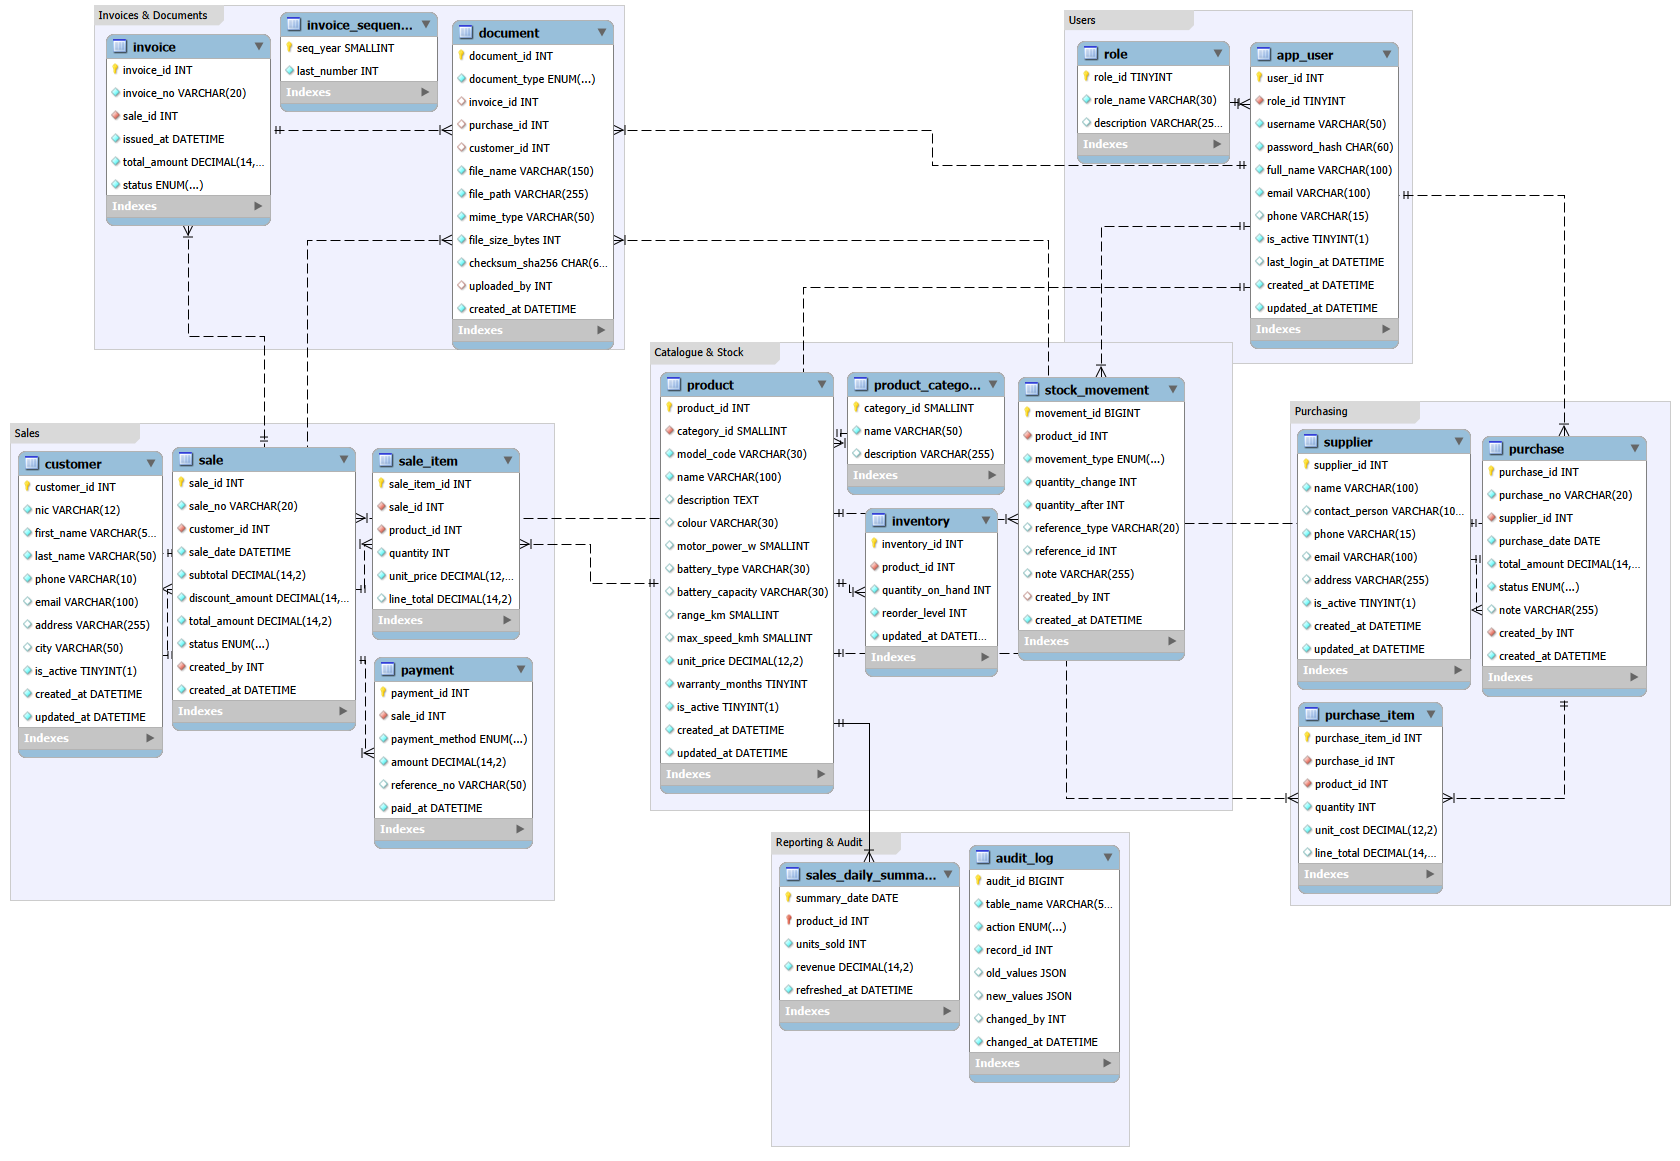 Invoices & Documents
invoice
invoice_id INT
invoice_no VARCHAR(20)
sale_id INT
issued_at DATETIME
total_amount DECIMAL(14,...
status ENUM(...)
Indexes
invoice_sequen...
seq_year SMALLINT
last_number INT
Indexes
document
document_id INT
document_type ENUM(...)
invoice_id INT
purchase_id INT
customer_id INT
file_name VARCHAR(150)
file_path VARCHAR(255)
mime_type VARCHAR(50)
file_size_bytes INT
checksum_sha256 CHAR(6...
uploaded_by INT
created_at DATETIME
Indexes
Users
role
role_id TINYINT
role_name VARCHAR(30)
description VARCHAR(25...
Indexes
app_user
user_id INT
role_id TINYINT
username VARCHAR(50)
password_hash CHAR(60)
full_name VARCHAR(100)
email VARCHAR(100)
phone VARCHAR(15)
is_active TINYINT(1)
last_login_at DATETIME
created_at DATETIME
updated_at DATETIME
Indexes
Catalogue & Stock
product
product_id INT
category_id SMALLINT
model_code VARCHAR(30)
name VARCHAR(100)
description TEXT
colour VARCHAR(30)
motor_power_w SMALLINT
battery_type VARCHAR(30)
battery_capacity VARCHAR(30)
range_km SMALLINT
max_speed_kmh SMALLINT
unit_price DECIMAL(12,2)
warranty_months TINYINT
is_active TINYINT(1)
created_at DATETIME
updated_at DATETIME
Indexes
product_catego...
category_id SMALLINT
name VARCHAR(50)
description VARCHAR(255)
Indexes
inventory
inventory_id INT
product_id INT
quantity_on_hand INT
reorder_level INT
updated_at DATETI...
Indexes
stock_movement
movement_id BIGINT
product_id INT
movement_type ENUM(...)
quantity_change INT
quantity_after INT
reference_type VARCHAR(20)
reference_id INT
note VARCHAR(255)
created_by INT
created_at DATETIME
Indexes
Sales
customer
customer_id INT
nic VARCHAR(12)
first_name VARCHAR(5...
last_name VARCHAR(50)
phone VARCHAR(10)
email VARCHAR(100)
address VARCHAR(255)
city VARCHAR(50)
is_active TINYINT(1)
created_at DATETIME
updated_at DATETIME
Indexes
sale
sale_id INT
sale_no VARCHAR(20)
customer_id INT
sale_date DATETIME
subtotal DECIMAL(14,2)
discount_amount DECIMAL(14,...
total_amount DECIMAL(14,2)
status ENUM(...)
created_by INT
created_at DATETIME
Indexes
sale_item
sale_item_id INT
sale_id INT
product_id INT
quantity INT
unit_price DECIMAL(12,...
line_total DECIMAL(14,2)
Indexes
payment
payment_id INT
sale_id INT
payment_method ENUM(...)
amount DECIMAL(14,2)
reference_no VARCHAR(50)
paid_at DATETIME
Indexes
Purchasing
supplier
supplier_id INT
name VARCHAR(100)
contact_person VARCHAR(10...
phone VARCHAR(15)
email VARCHAR(100)
address VARCHAR(255)
is_active TINYINT(1)
created_at DATETIME
updated_at DATETIME
Indexes
purchase
purchase_id INT
purchase_no VARCHAR(20)
supplier_id INT
purchase_date DATE
total_amount DECIMAL(14,...
status ENUM(...)
note VARCHAR(255)
created_by INT
created_at DATETIME
Indexes
purchase_item
purchase_item_id INT
purchase_id INT
product_id INT
quantity INT
unit_cost DECIMAL(12,2)
line_total DECIMAL(14,...
Indexes
Reporting & Audit
sales_daily_summa...
summary_date DATE
product_id INT
units_sold INT
revenue DECIMAL(14,2)
refreshed_at DATETIME
Indexes
audit_log
audit_id BIGINT
table_name VARCHAR(5...
action ENUM(...)
record_id INT
old_values JSON
new_values JSON
changed_by INT
changed_at DATETIME
Indexes